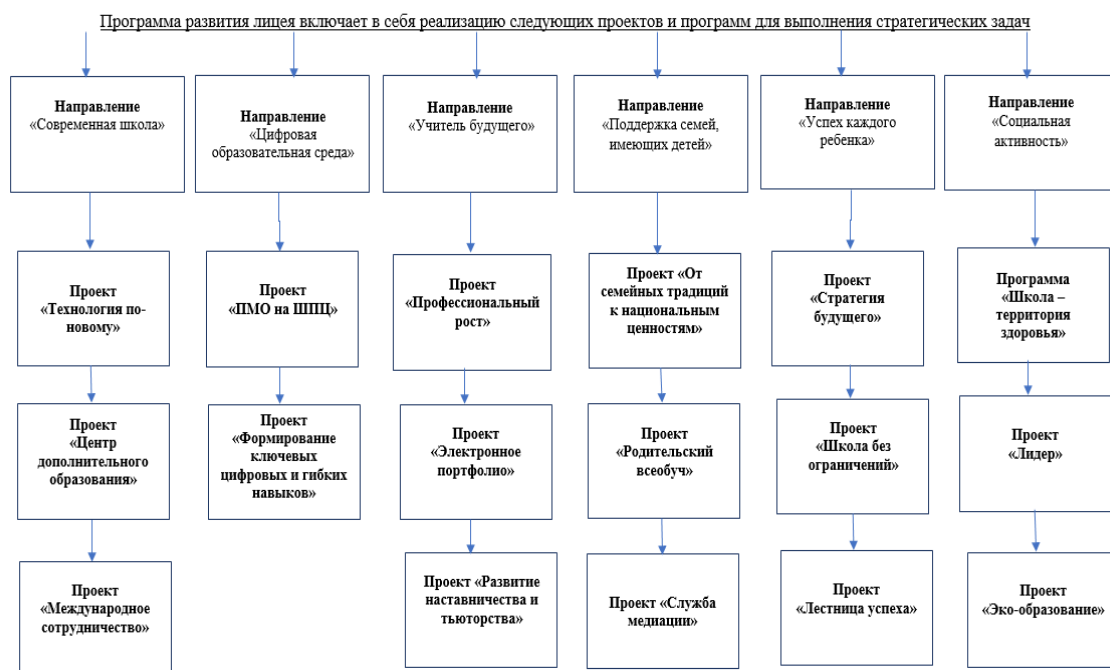 Программа развития лицея включает в себя реализацию следующих проектов и программ для выполнения стратегических задач
Направление
«Современная школа»
Направление
«Цифровая
образовательная среда»
Направление
«Учитель будущего»
Направление
«Поддержка семей,
имеющих детей»
Направление
«Успех каждого
ребенка»
Направление
«Социальная
активность»
Проект
«Технология по-
новому»
Проект
«ПМО на ШПЦ»
Проект
«Профессиональный
рост»
Проект «От
семейных традиций
к национальным
ценностям»
Проект
«Стратегия
будущего»
Программа
«Школа –
территория
здоровья»
Проект
«Центр
дополнительного
образования»
Проект
«Формирование
ключевых
цифровых и гибких
навыков»
Проект
«Электронное
портфолио»
Проект
«Родительский
всеобуч»
Проект
«Школа без
ограничений»
Проект
«Лидер»
Проект
«Международное
сотрудничество»
Проект «Развитие
наставничества и
тьюторства»
Проект «Служба
медиации»
Проект
«Лестница успеха»
Проект
«Эко-образование»